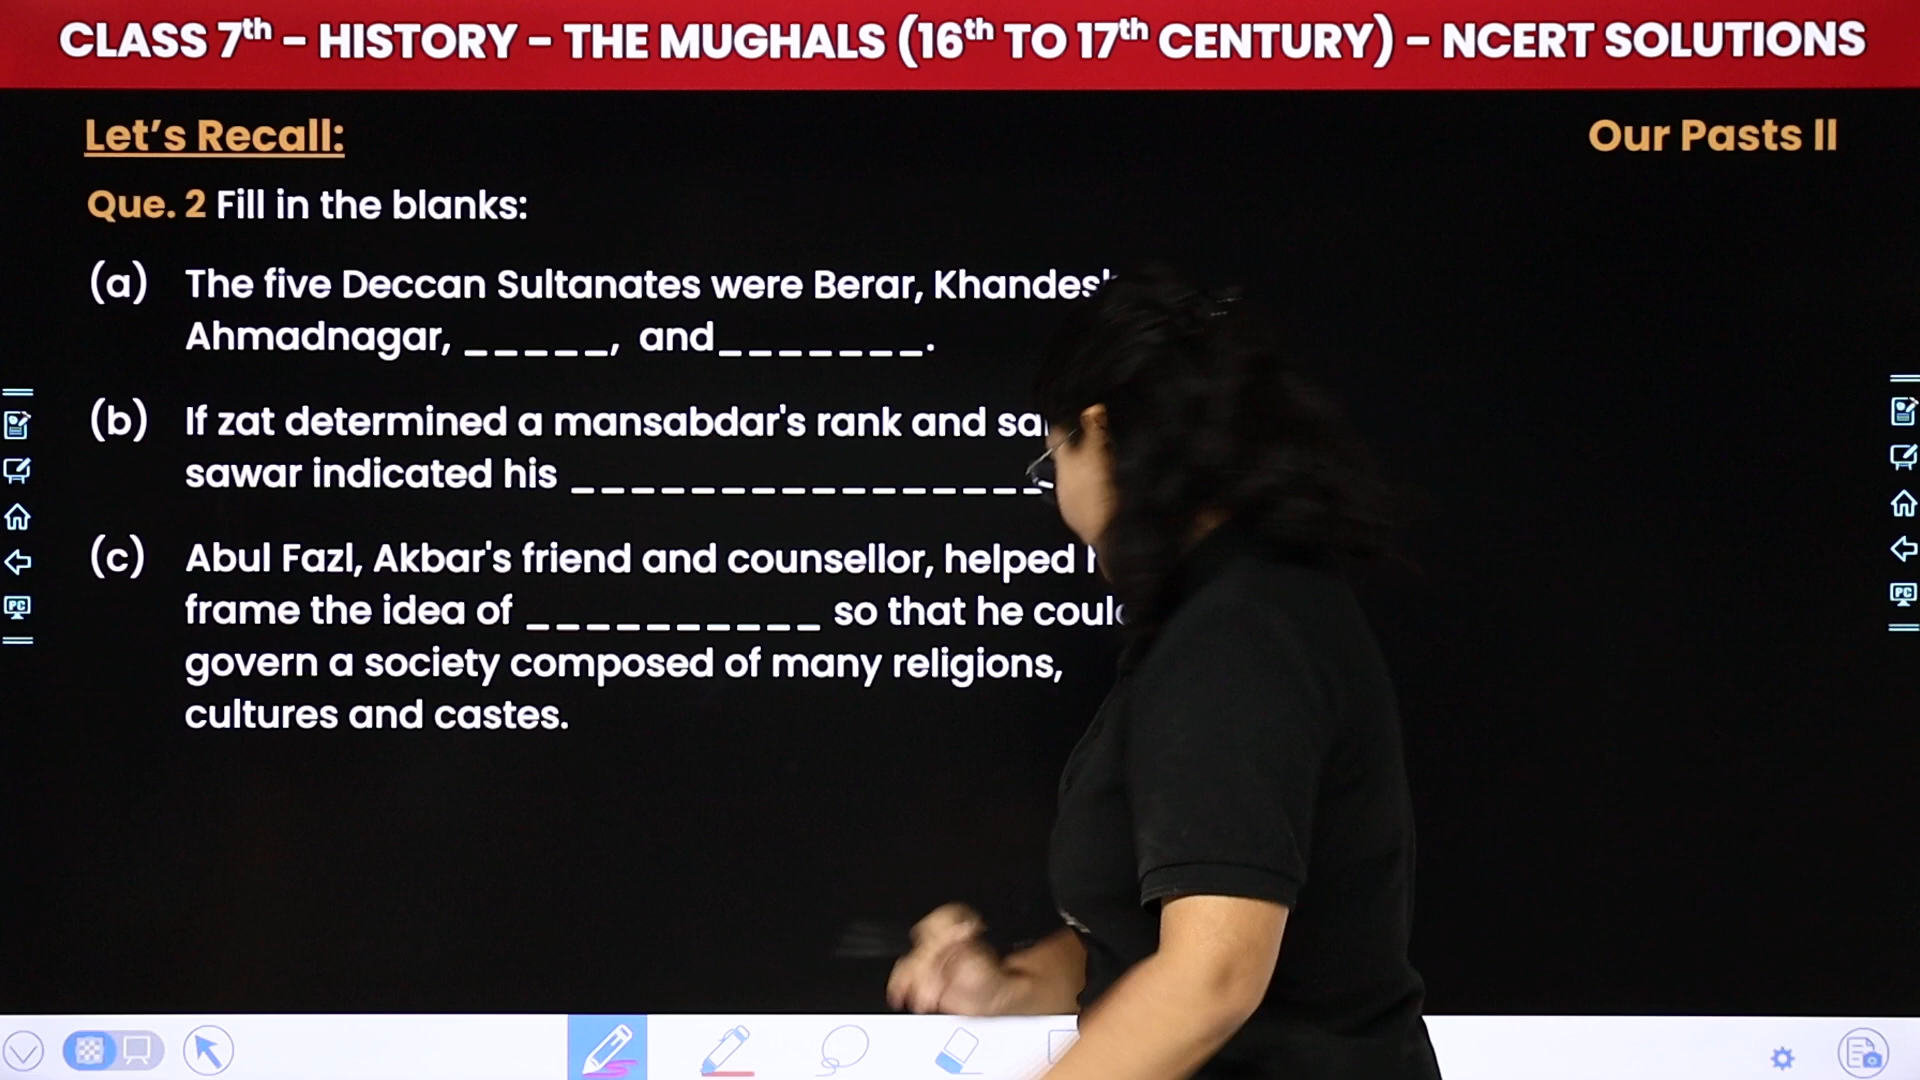 CLASS 7th - HISTORY - THE MUGHALS (16th TO 17th CENTURY) - NCERT SOLUTIONS
Let's Recall:
Our Pasts II
Que. 2 Fill in the blanks:
(a) The five Deccan Sultanates were Berar,
Ahmadnagar, _____, and_______.
(b) If zat determined a mansabdar's rank and
sawar indicated his ________________
(c) Abul Fazl, Akbar's friend and counsellor, helped
frame the idea of __________ so that he
govern a society composed of many religions,
cultures and castes.
PC
PC